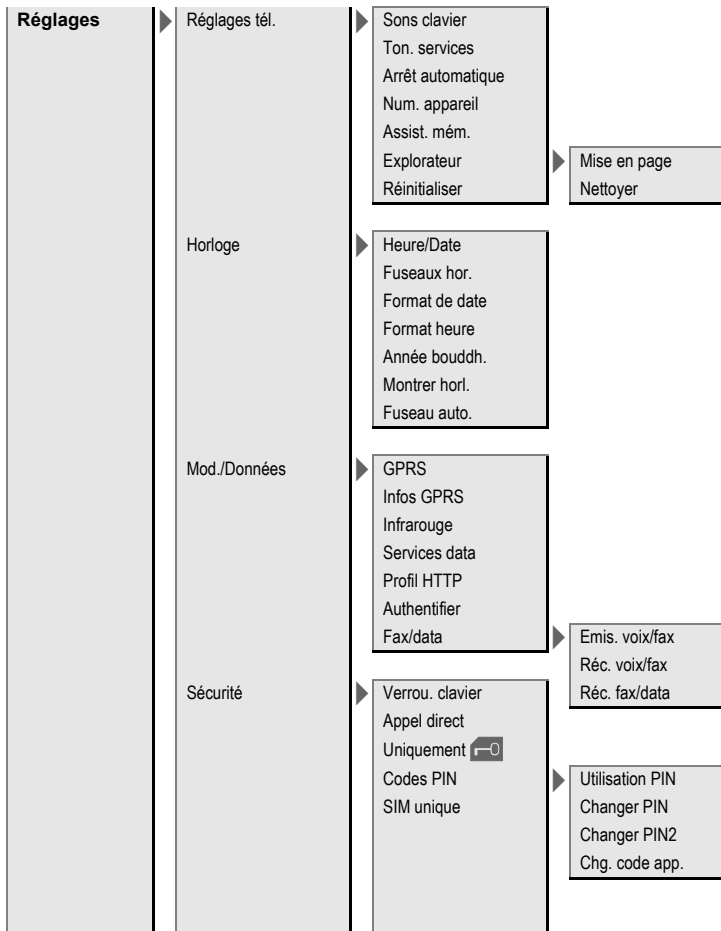 Réglages
Réglages tél.
Sons clavier
Ton. services
Arrêt automatique
Num. appareil
Assist. mém.
Explorateur
Mise en page
Réinitialiser
Nettoyer
Horloge
Heure/Date
Fuseaux hor.
Format de date
Format heure
Année bouddh.
Montrer horl.
Fuseau auto.
Mod./Données
GPRS
Infos GPRS
Infrarouge
Services data
Profil HTTP
Authentifier
Fax/data
Emis. voix/fax
Réc. voix/fax
Réc. fax/data
Sécurité
Verrou. clavier
Appel direct
Uniquement
Codes PIN
Utilisation PIN
Changer PIN
Changer PIN2
Chg. code app.
SIM unique